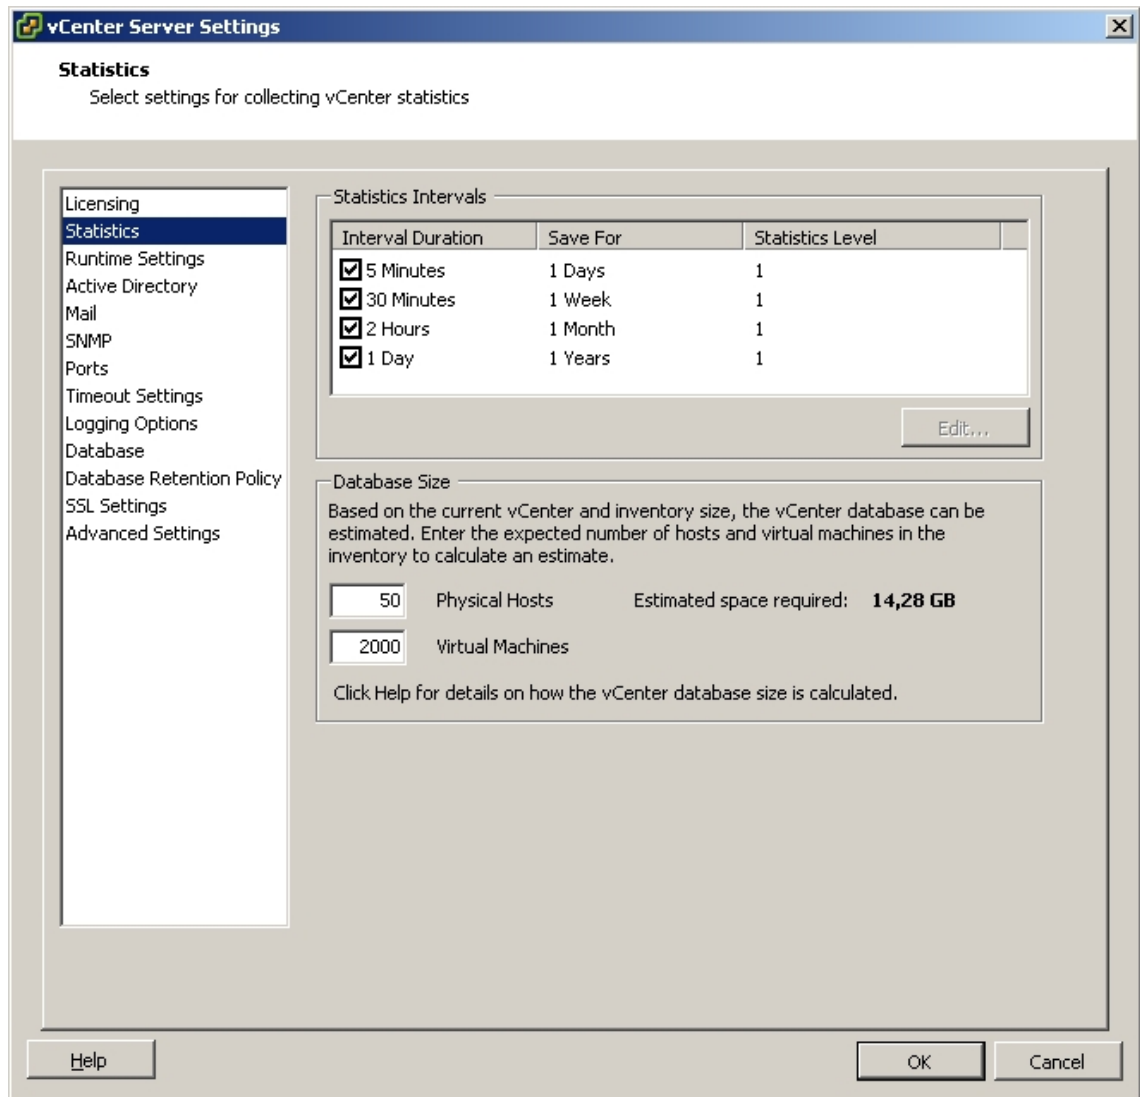 vCenter Server Settings
Statistics
Select settings for collecting vCenter statistics
Licensing
Statistics
Runtime Settings
Active Directory
Mail
SNMP
Ports
Timeout Settings
Logging Options
Database
Database Retention Policy
SSL Settings
Advanced Settings
Statistics Intervals
Interval Duration Save For Statistics Level
5 Minutes 1 Days 1
30 Minutes 1 Week 1
2 Hours 1 Month 1
1 Day 1 Years 1
Edit...
Database Size
Based on the current vCenter and inventory size, the vCenter database can be
estimated. Enter the expected number of hosts and virtual machines in the
inventory to calculate an estimate.
50 Physical Hosts Estimated space required: 14,28 GB
2000 Virtual Machines
Click Help for details on how the vCenter database size is calculated.
Help OK Cancel